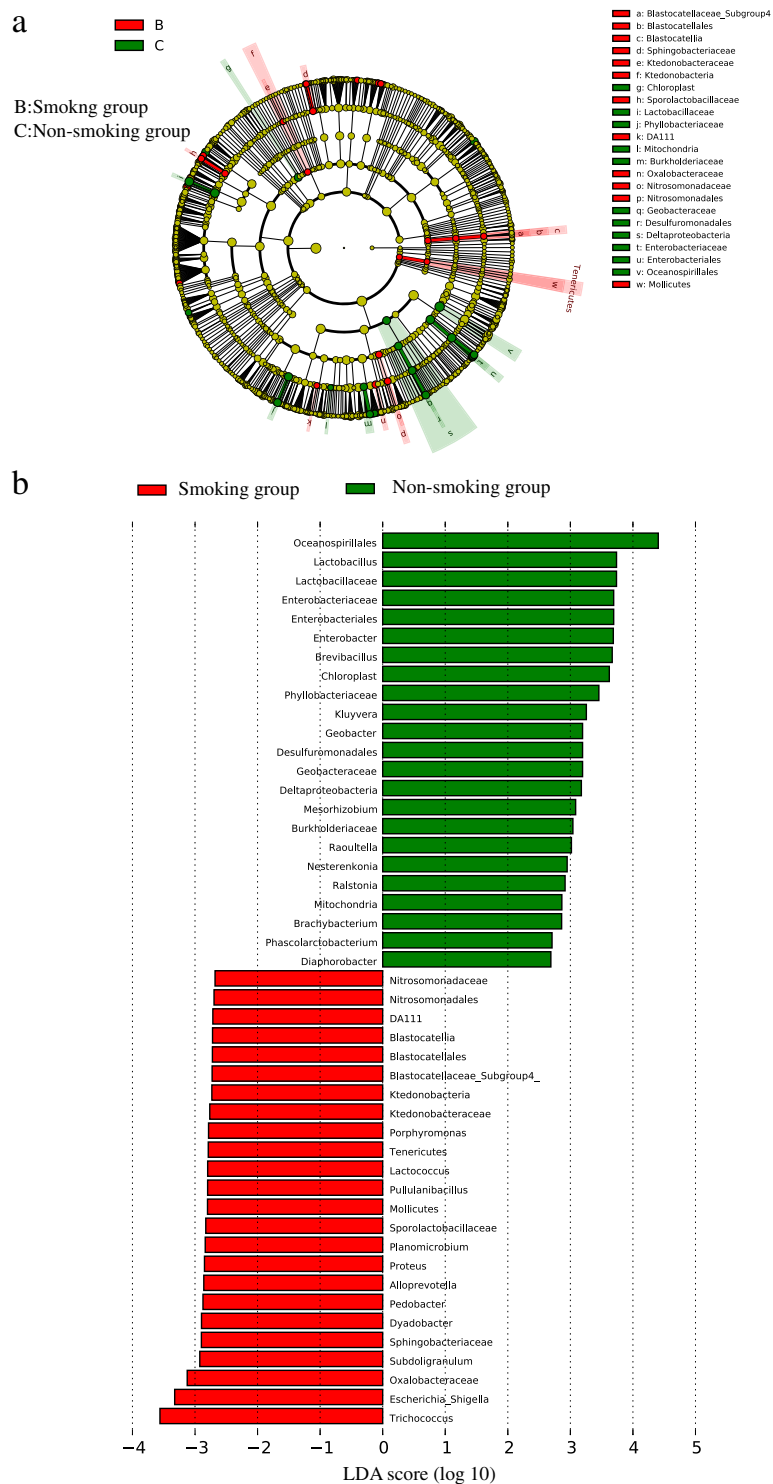 a
B
C
B:Smokng group
C:Non-smoking group
a: Blastocatellaceae_Subgroup4
b: Blastocatellales
c: Blastocatellia
d: Sphingobacteriaceae
e: Ktedonobacteraceae
f: Ktedonobacteria
g: Chloroplast
h: Sporolactobacillaceae
i: Lactobacillaceae
j: Phyllobacteriaceae
k: DA111
l: Mitochondria
m: Burkholderiaceae
n: Oxalobacteraceae
o: Nitrosomonadaceae
p: Nitrosomonadales
q: Geobacteraceae
r: Desulfuromonadales
s: Deltaproteobacteria
t: Enterobacteriaceae
u: Enterobacteriales
v: Oceanospirillales
w: Mollicutes
g
f
e
d
h
i
a b c
w
Tenericutes
v
u
t
s
r
q
p
o
n
m
l
k
j
b
Smoking group
Non-smoking group
Oceanospirillales
Lactobacillus
Lactobacillaceae
Enterobacteriaceae
Enterobacteriales
Enterobacter
Brevibacillus
Chloroplast
Phyllobacteriaceae
Kluyvera
Geobacter
Desulfuromonadales
Geobacteraceae
Deltaproteobacteria
Mesorhizobium
Burkholderiaceae
Raoultella
Nesterenkonia
Ralstonia
Mitochondria
Brachybacterium
Phascolarctobacterium
Diaphorobacter
Nitrosomonadaceae
Nitrosomonadales
DA111
Blastocatellia
Blastocatellales
Blastocatellaceae_Subgroup4_
Ktedonobacteria
Ktedonobacteraceae
Porphyromonas
Tenericutes
Lactococcus
Pullulanibacillus
Mollicutes
Sporolactobacillaceae
Planomicrobium
Proteus
Alloprevotella
Pedobacter
Dyadobacter
Sphingobacteriaceae
Subdoligranulum
Oxalobacteraceae
Escherichia_Shigella
Trichococcus
−4 −3 −2 −1 0 1 2 3 4 5
LDA score (log 10)